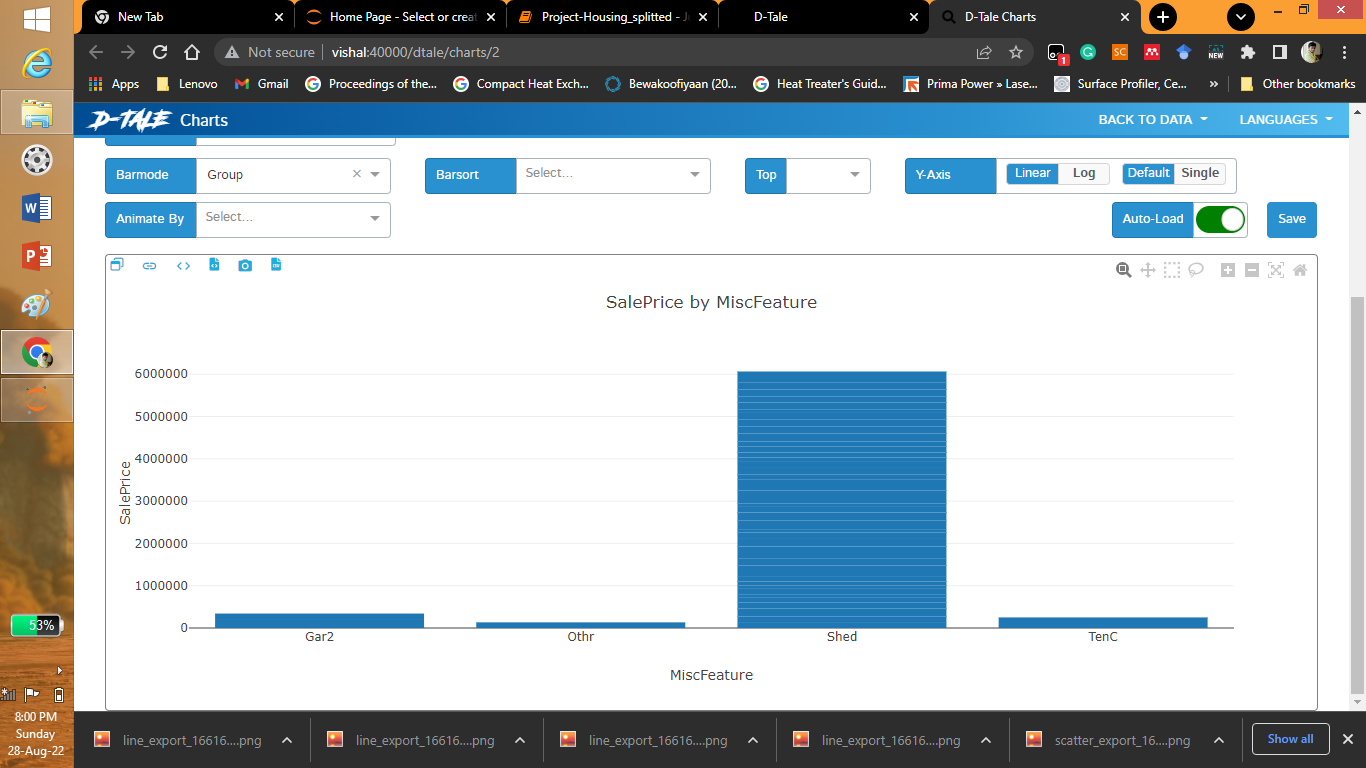 New Tab
Home Page - Select or creat
Project-Housing_splitted - Ju
D-Tale
D-Tale Charts
Not secure | vishal:40000/dtale/charts/2
SC
NEW
1
Apps
Lenovo
Gmail
Proceedings of the...
Compact Heat Exch...
Bewakoofiyaan (20...
Heat Treater's Guid...
Prima Power » Lase...
Surface Profiler, Ce...
»
Other bookmarks
D-TALE Charts
BACK TO DATA
LANGUAGES
Barmode Group
Barsort Select...
Top
Y-Axis Linear Log Default Single
Animate By Select...
Auto-Load
Save
SalePrice by MiscFeature
6000000
5000000
4000000
3000000
2000000
1000000
0
SalePrice
Gar2 Othr Shed TenC
MiscFeature
53%
8:00 PM
Sunday
28-Aug-22
line_export_16616....png
line_export_16616....png
line_export_16616....png
line_export_16616....png
scatter_export_16....png
Show all